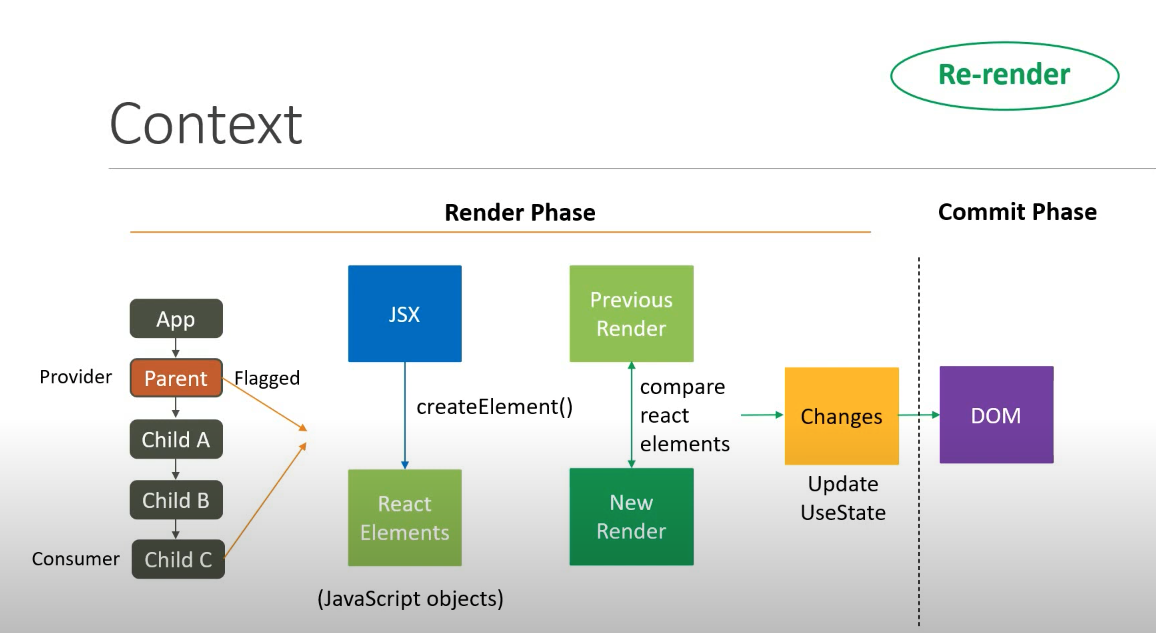 Re-render
Context
Render Phase
Commit Phase
App
Provider
Parent
Flagged
Child A
Child B
Consumer
Child C
JSX
createElement()
React
Elements
(JavaScript objects)
Previous
Render
compare
react
elements
New
Render
Changes
Update
UseState
DOM